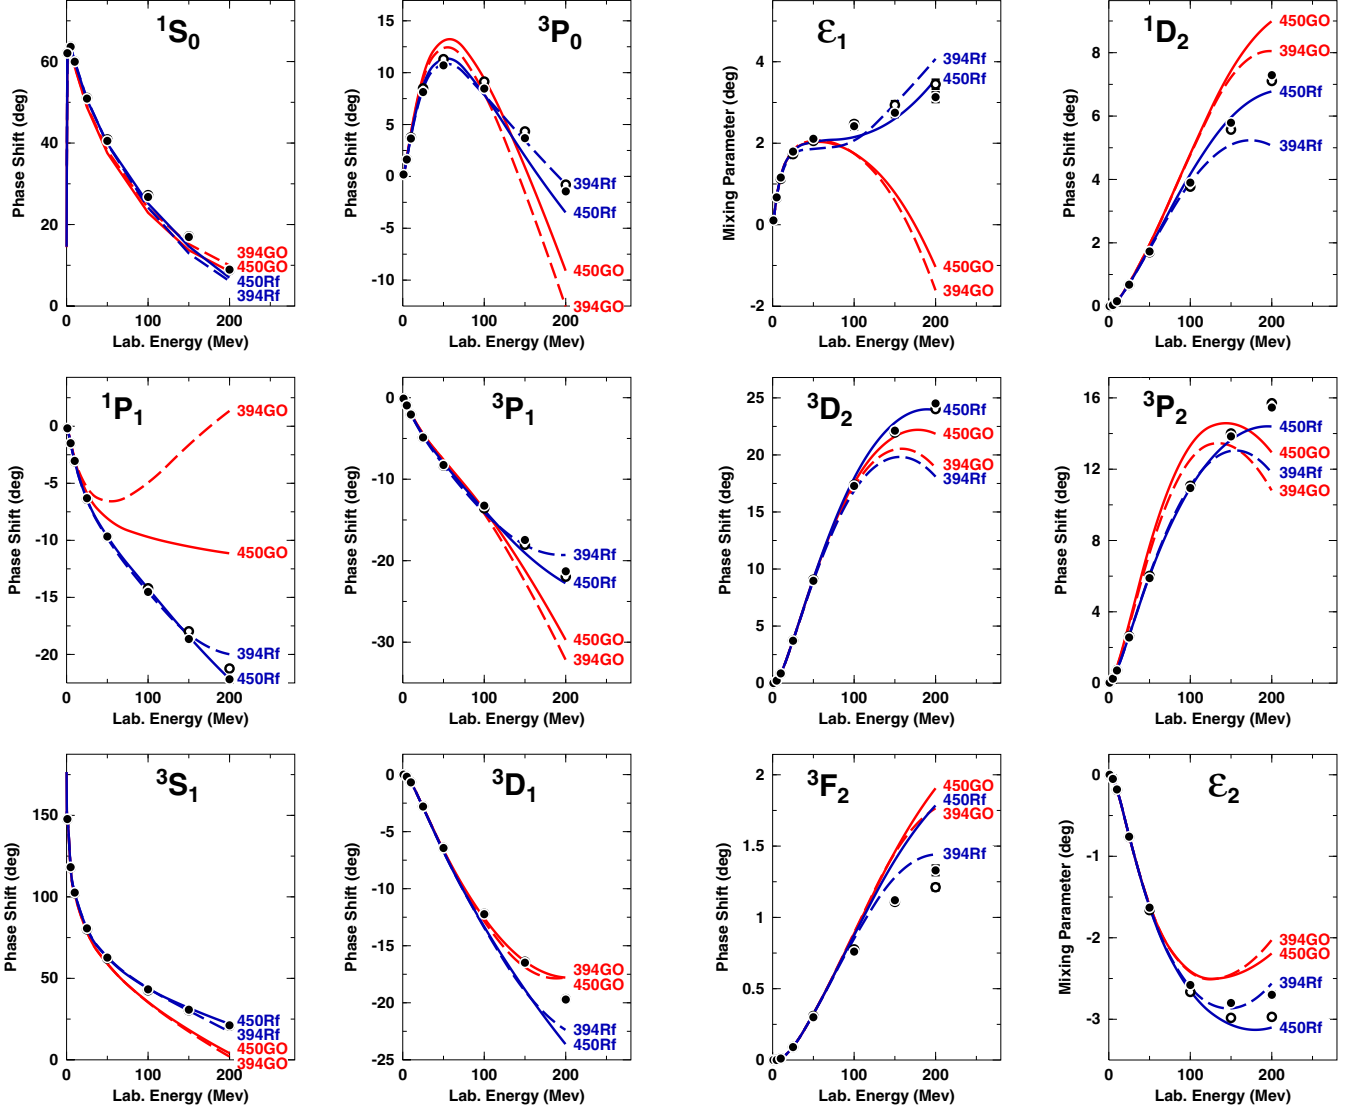 ¹S₀
Phase Shift (deg)
60
40
20
0
394GO
450GO
450Rf
394Rf
0 100 200
Lab. Energy (Mev)
³P₀
Phase Shift (deg)
15
10
5
0
-5
-10
394Rf
450Rf
450GO
394GO
0 100 200
Lab. Energy (Mev)
ε₁
Mixing Parameter (deg)
4
2
0
-2
394Rf
450Rf
450GO
394GO
0 100 200
Lab. Energy (Mev)
¹D₂
Phase Shift (deg)
8
6
4
2
0
450GO
394GO
450Rf
394Rf
0 100 200
Lab. Energy (Mev)
¹P₁
Phase Shift (deg)
0
-5
-10
-15
-20
394GO
450GO
394Rf
450Rf
0 100 200
Lab. Energy (Mev)
³P₁
Phase Shift (deg)
0
-10
-20
-30
394Rf
450Rf
450GO
394GO
0 100 200
Lab. Energy (Mev)
³D₂
Phase Shift (deg)
25
20
15
10
5
0
450Rf
450GO
394GO
394Rf
0 100 200
Lab. Energy (Mev)
³P₂
Phase Shift (deg)
16
12
8
4
0
450Rf
450GO
394Rf
394GO
0 100 200
Lab. Energy (Mev)
³S₁
Phase Shift (deg)
150
100
50
0
450Rf
394Rf
450GO
394GO
0 100 200
Lab. Energy (Mev)
³D₁
Phase Shift (deg)
0
-5
-10
-15
-20
-25
394GO
450GO
394Rf
450Rf
0 100 200
Lab. Energy (Mev)
³F₂
Phase Shift (deg)
2
1.5
1
0.5
0
450GO
450Rf
394GO
394Rf
0 100 200
Lab. Energy (Mev)
ε₂
Mixing Parameter (deg)
0
-1
-2
-3
394GO
450GO
394Rf
450Rf
0 100 200
Lab. Energy (Mev)